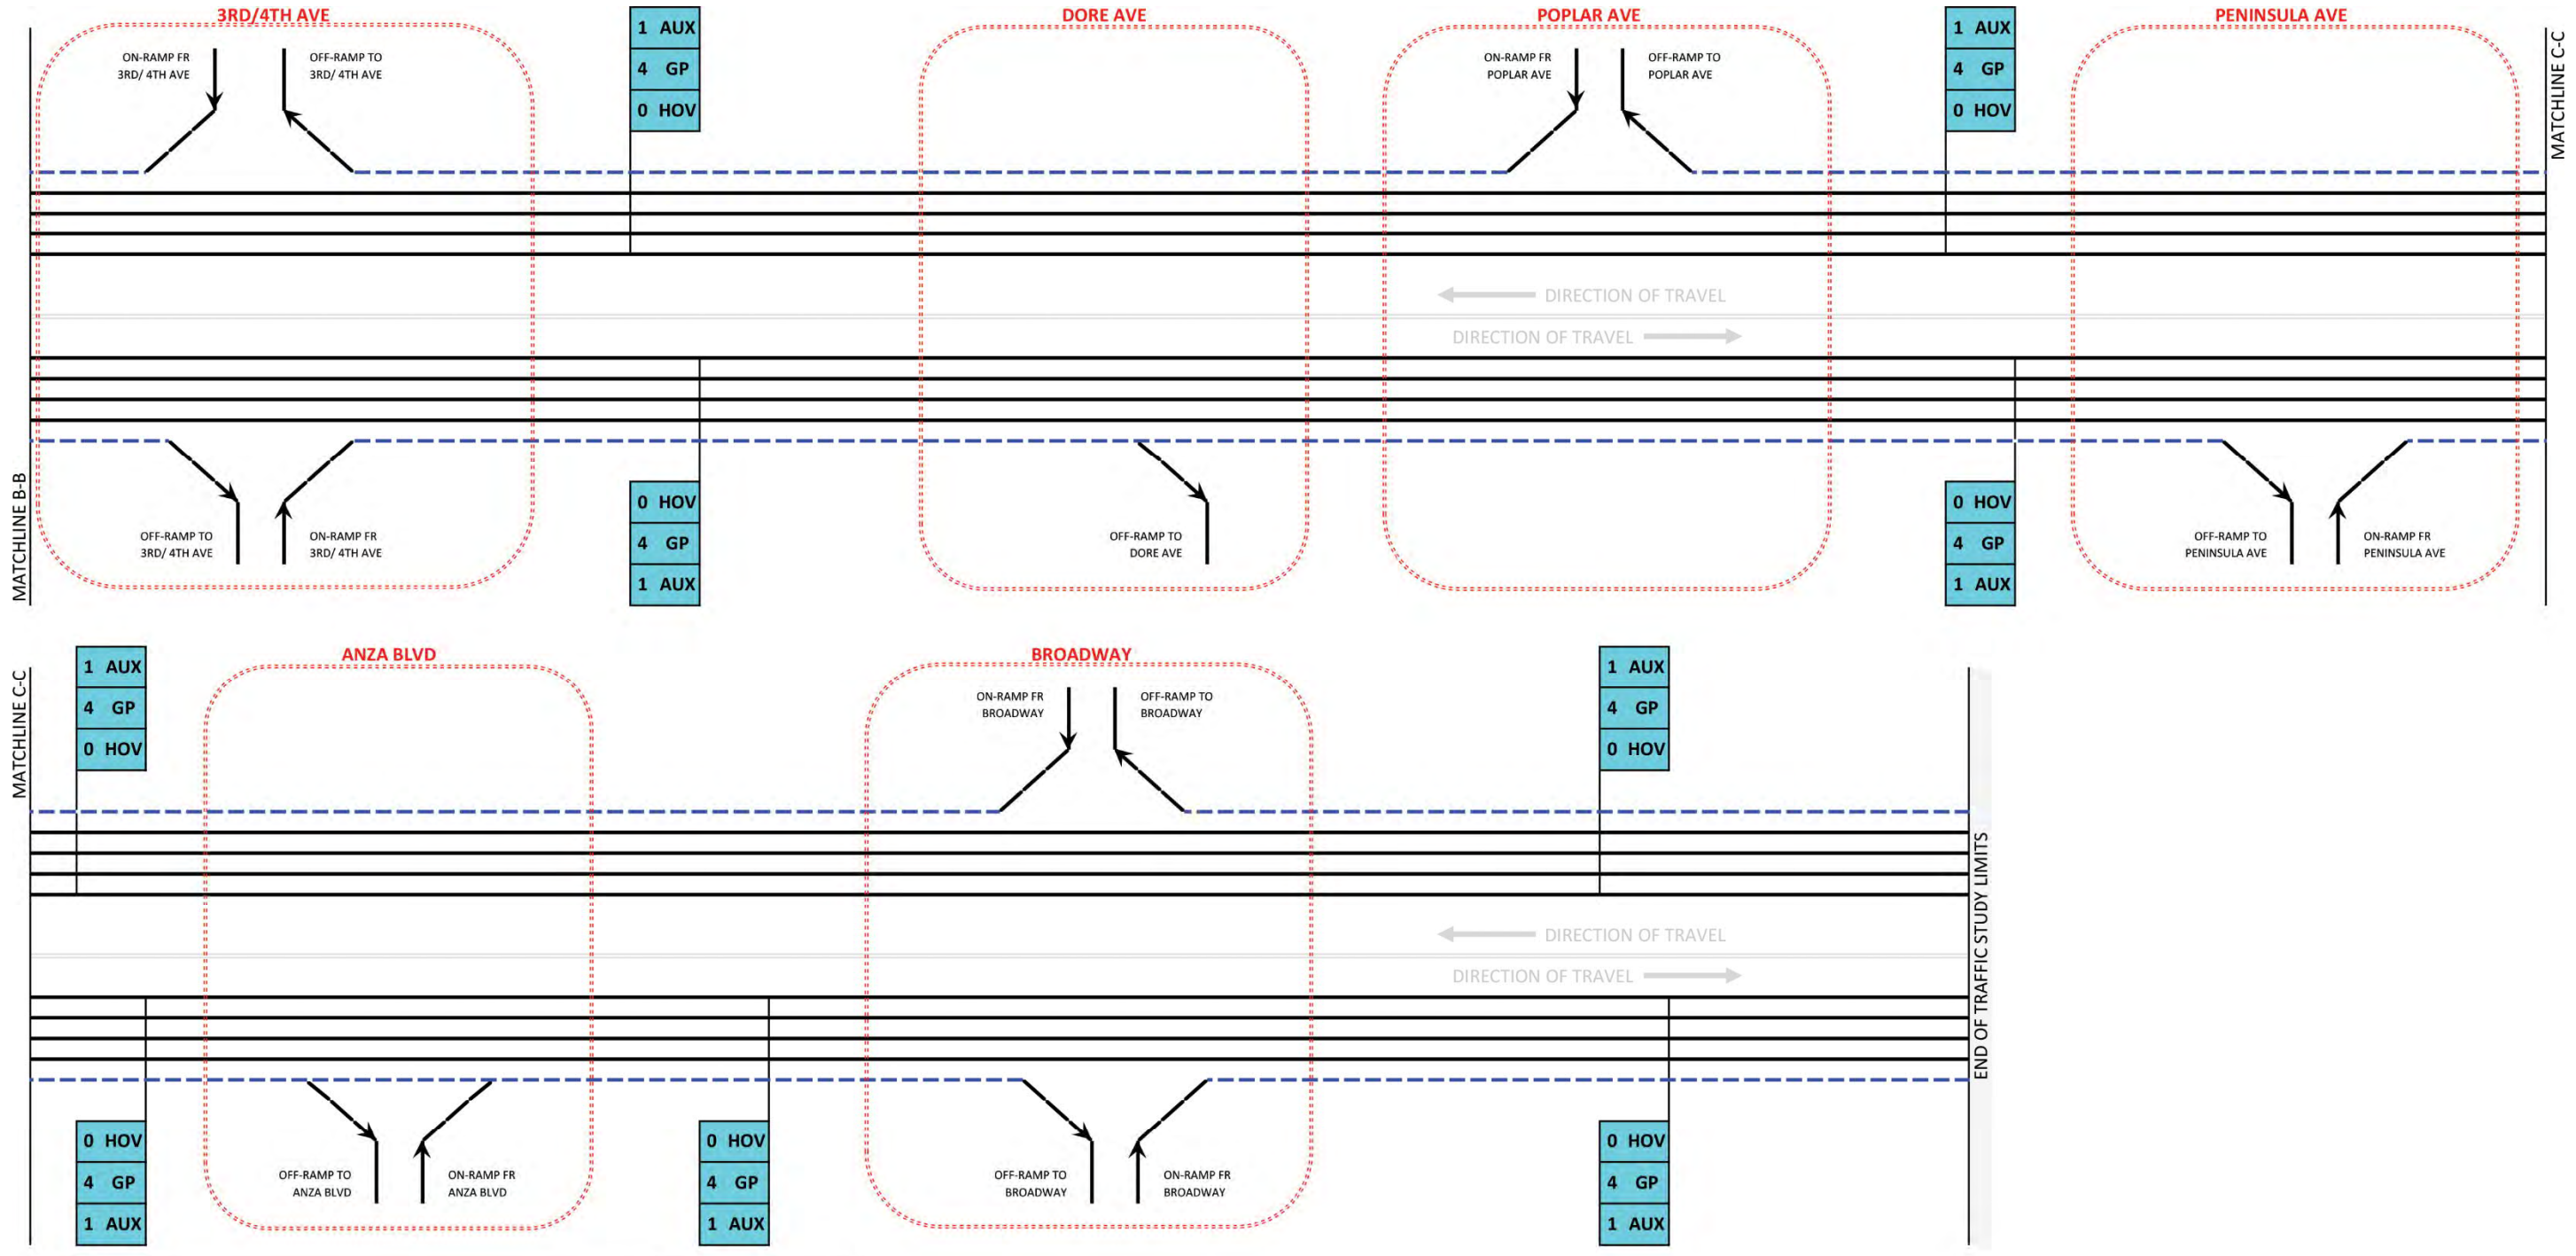 3RD/4TH AVE
DORE AVE
POPLAR AVE
PENINSULA AVE
MATCHLINE C-C
ON-RAMP FR
3RD/ 4TH AVE
OFF-RAMP TO
3RD/ 4TH AVE
1 AUX
4 GP
0 HOV
ON-RAMP FR
POPLAR AVE
OFF-RAMP TO
POPLAR AVE
1 AUX
4 GP
0 HOV
DIRECTION OF TRAVEL
DIRECTION OF TRAVEL
MATCHLINE B-B
OFF-RAMP TO
3RD/ 4TH AVE
ON-RAMP FR
3RD/ 4TH AVE
0 HOV
4 GP
1 AUX
OFF-RAMP TO
DORE AVE
0 HOV
4 GP
1 AUX
OFF-RAMP TO
PENINSULA AVE
ON-RAMP FR
PENINSULA AVE
MATCHLINE C-C
1 AUX
4 GP
0 HOV
ANZA BLVD
BROADWAY
ON-RAMP FR
BROADWAY
OFF-RAMP TO
BROADWAY
1 AUX
4 GP
0 HOV
DIRECTION OF TRAVEL
DIRECTION OF TRAVEL
END OF TRAFFIC STUDY LIMITS
0 HOV
4 GP
1 AUX
OFF-RAMP TO
ANZA BLVD
ON-RAMP FR
ANZA BLVD
0 HOV
4 GP
1 AUX
OFF-RAMP TO
BROADWAY
ON-RAMP FR
BROADWAY
0 HOV
4 GP
1 AUX